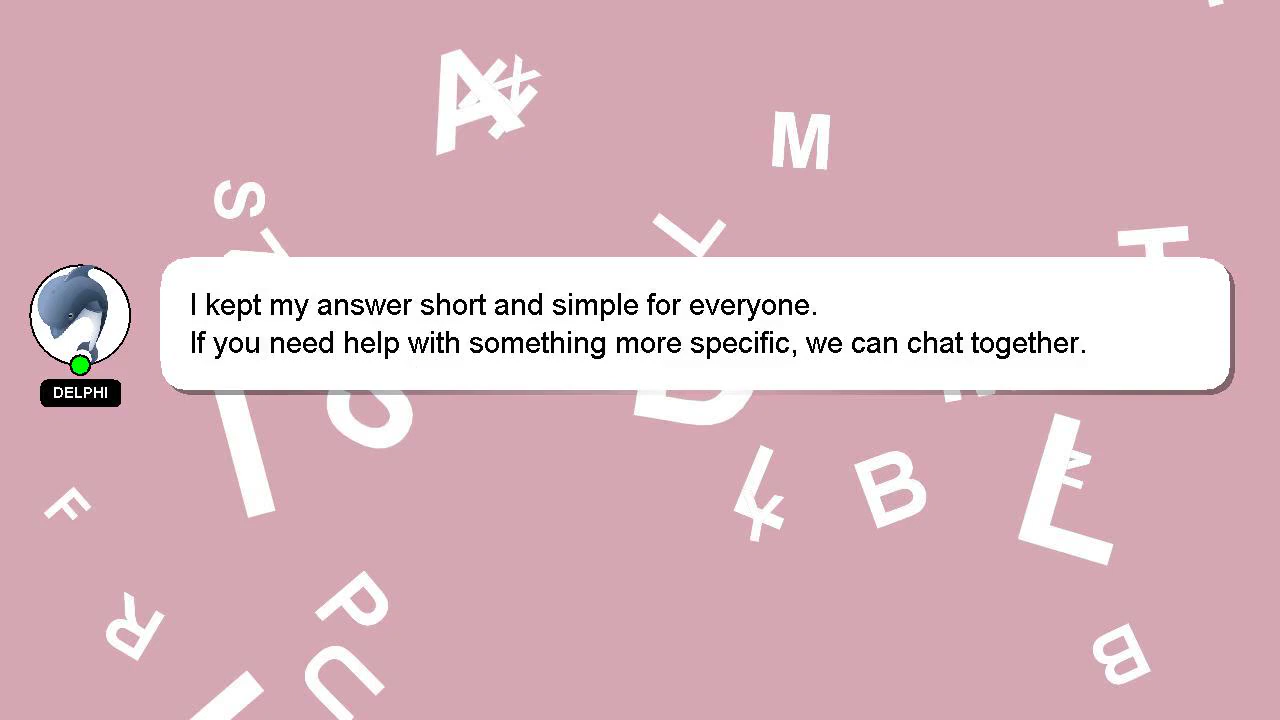 I kept my answer short and simple for everyone.
If you need help with something more specific, we can chat together.
DELPHI
A
M
S
L
H
B
L
F
B
P
R
U
B